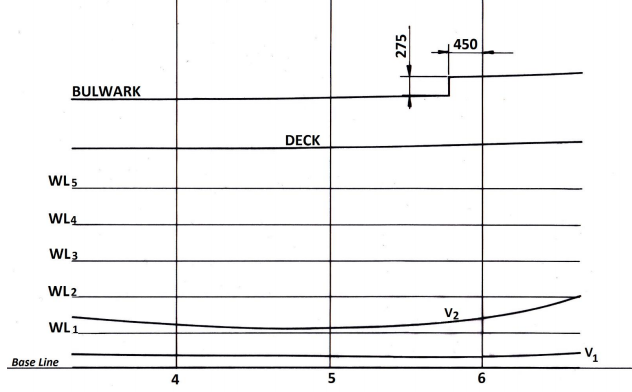 275
450
BULWARK
DECK
WL5
WL4
WL3
WL2
V2
WL1
V1
Base Line
4 5 6